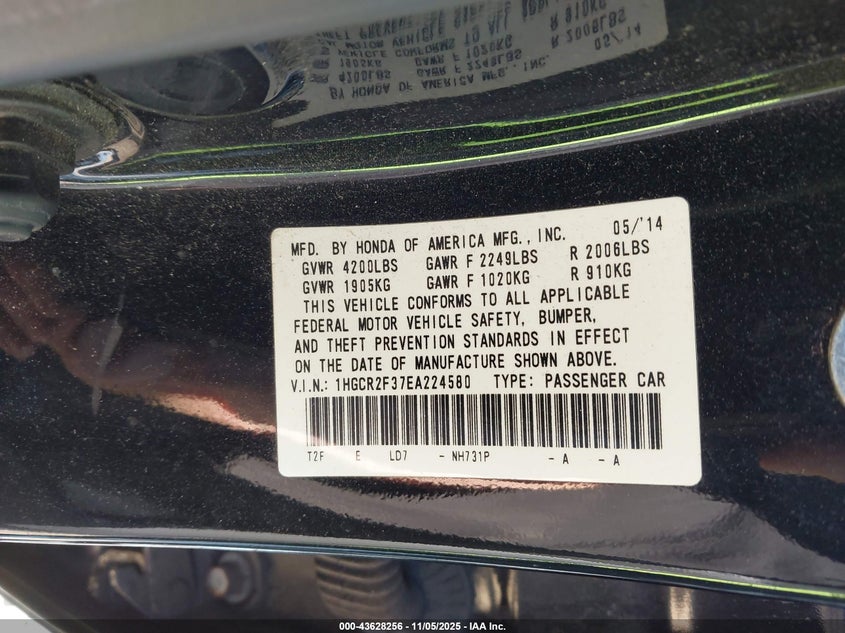 MFD. BY HONDA OF AMERICA MFG., INC. 05/'14
GVWR 4200LBS GAWR F 2249LBS R 2006LBS
GVWR 1905KG GAWR F 1020KG R 910KG
THIS VEHICLE CONFORMS TO ALL APPLICABLE
FEDERAL MOTOR VEHICLE SAFETY, BUMPER,
AND THEFT PREVENTION STANDARDS IN EFFECT
ON THE DATE OF MANUFACTURE SHOWN ABOVE.
V.I.N.: 1HGCR2F37EA224580 TYPE: PASSENGER CAR
T2F E LD7 - NH731P - A - A
000-43628256 - 11/05/2025 - IAA Inc.